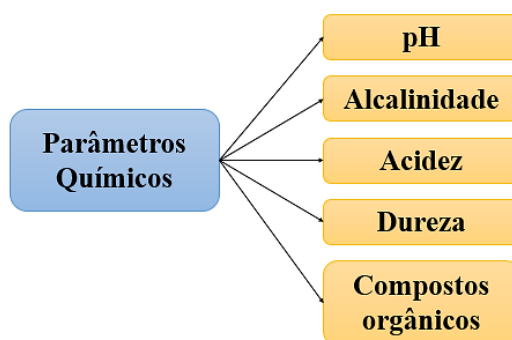 Parâmetros
Químicos
pH
Alcalinidade
Acidez
Dureza
Compostos
orgânicos